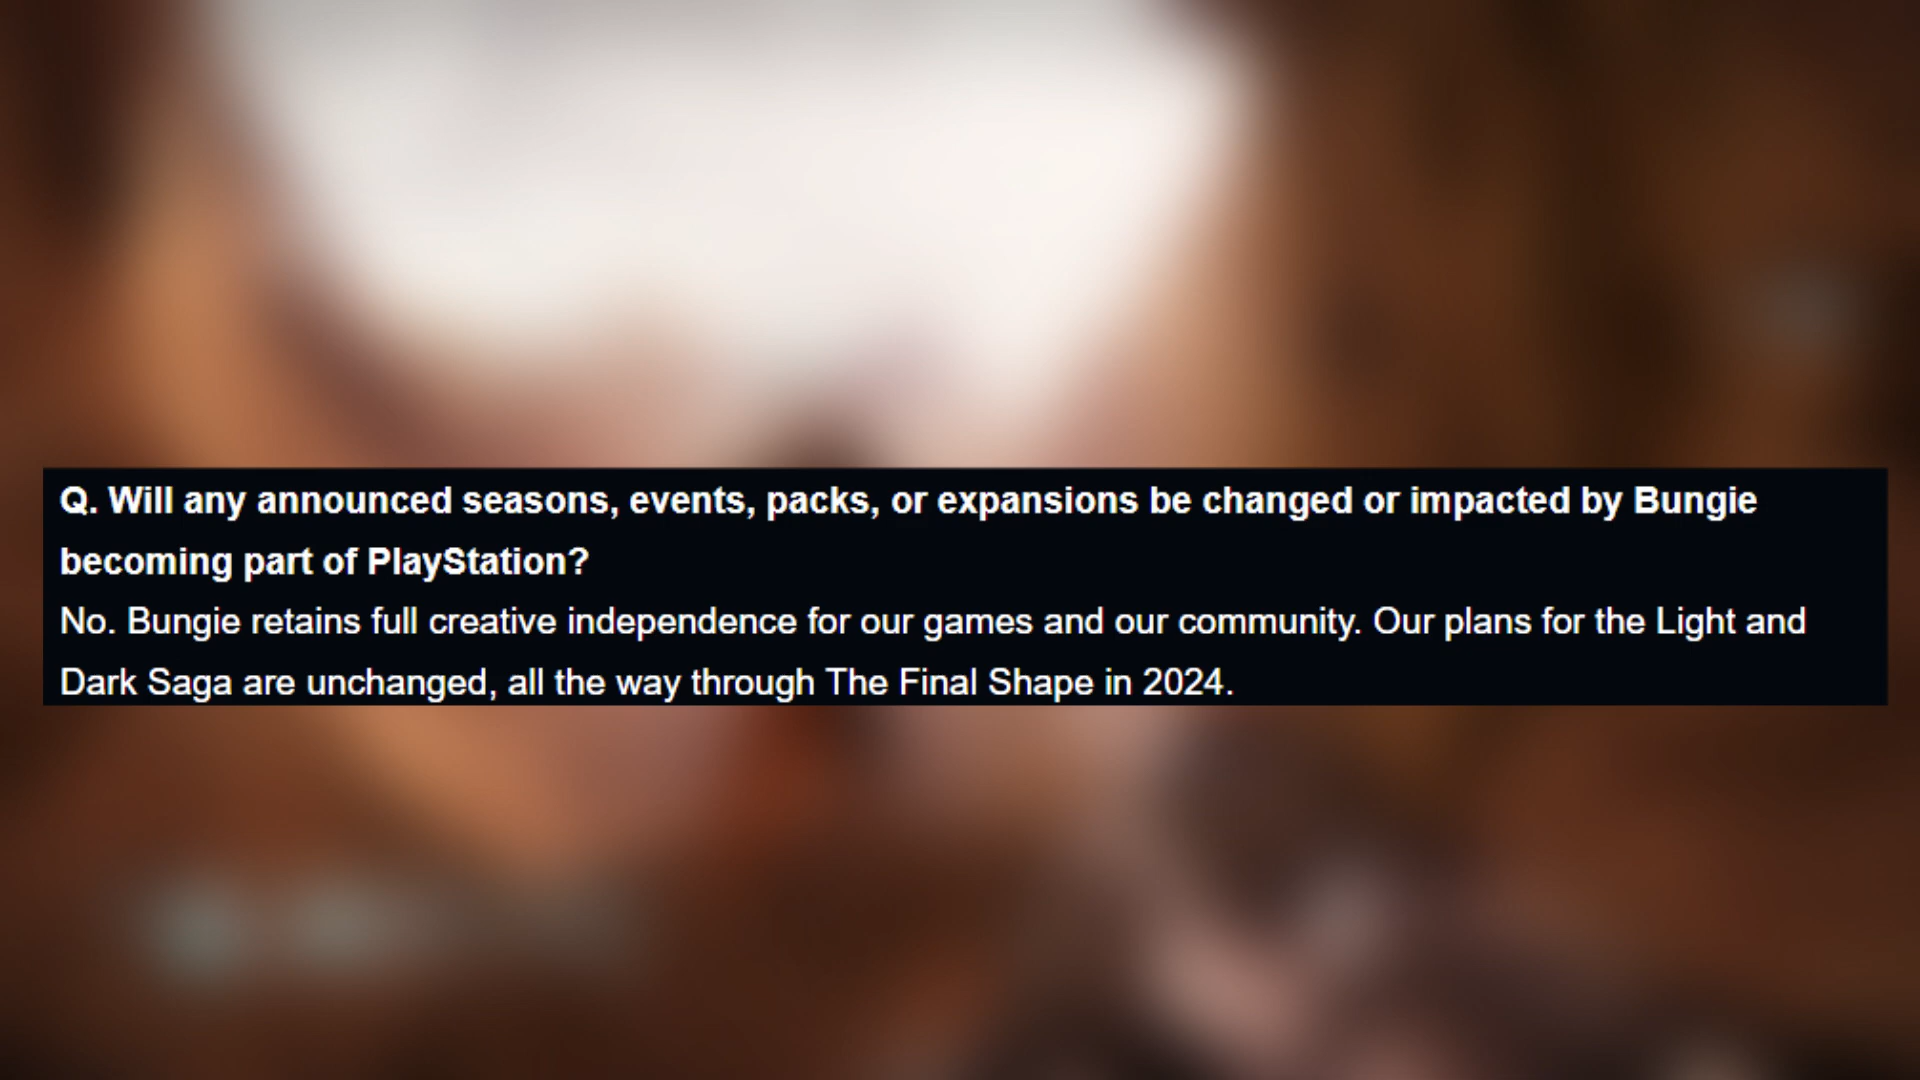 Q. Will any announced seasons, events, packs, or expansions be changed or impacted by Bungie
becoming part of PlayStation?
No. Bungie retains full creative independence for our games and our community. Our plans for the Light and
Dark Saga are unchanged, all the way through The Final Shape in 2024.